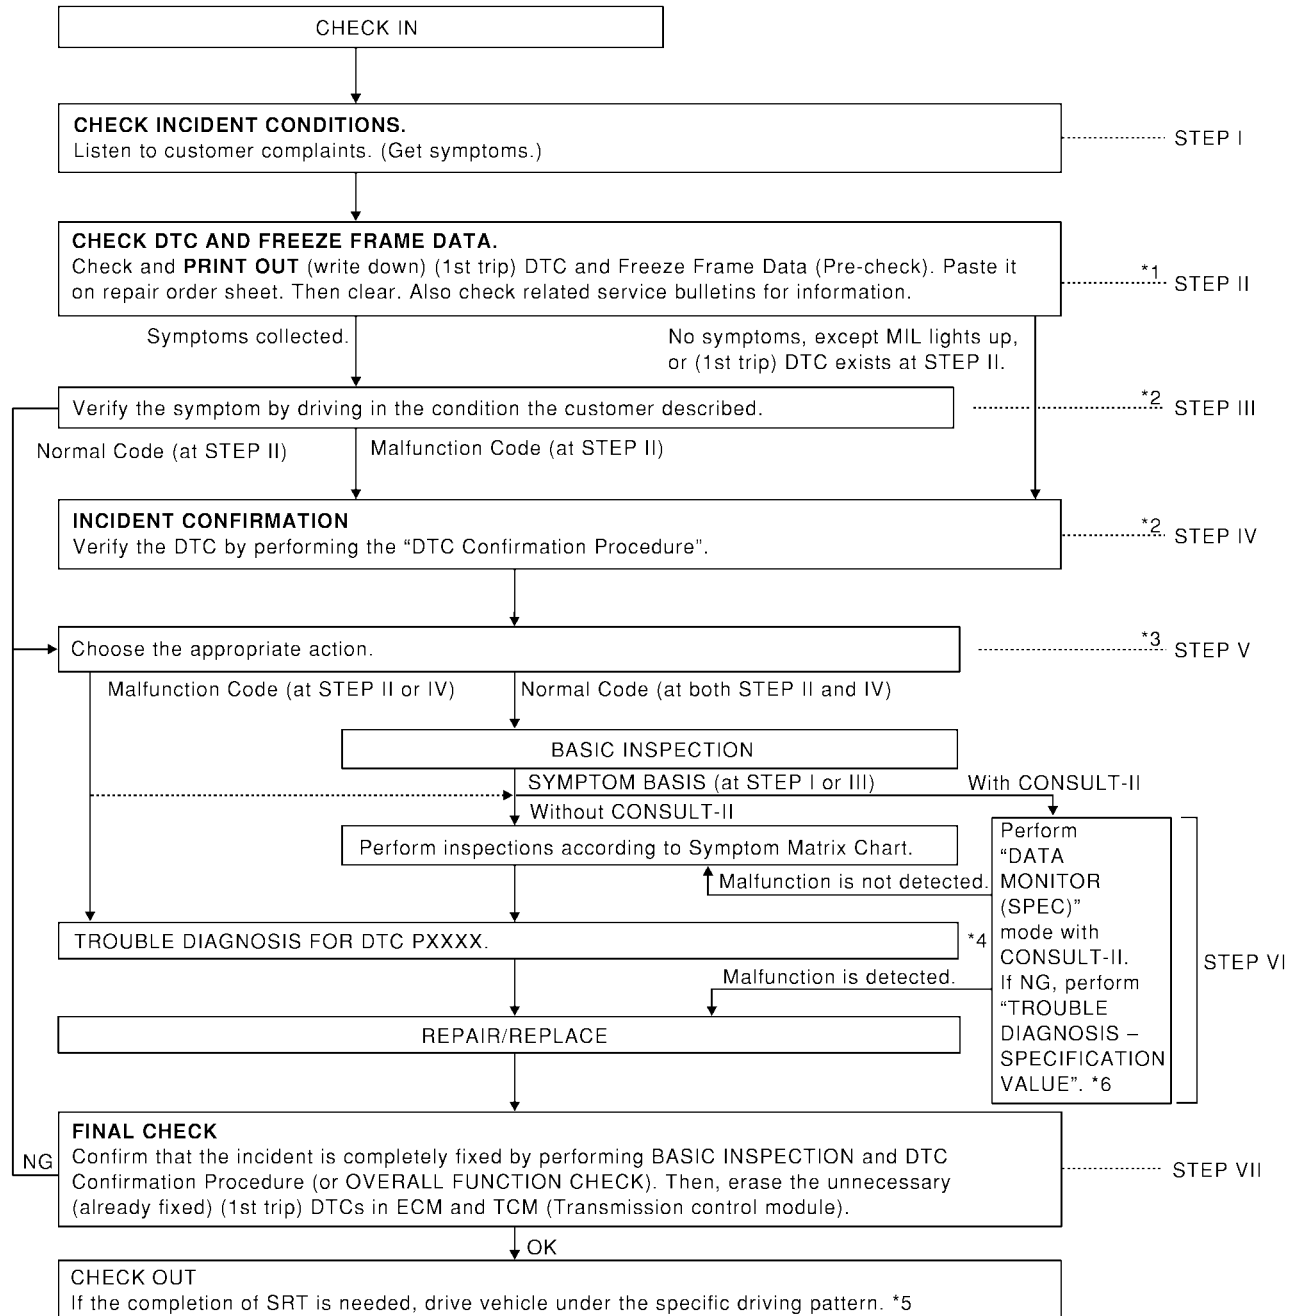 CHECK IN
CHECK INCIDENT CONDITIONS.
Listen to customer complaints. (Get symptoms.)
STEP I
CHECK DTC AND FREEZE FRAME DATA.
Check and PRINT OUT (write down) (1st trip) DTC and Freeze Frame Data (Pre-check). Paste it
on repair order sheet. Then clear. Also check related service bulletins for information.
*1 STEP II
Symptoms collected.
No symptoms, except MIL lights up,
or (1st trip) DTC exists at STEP II.
Verify the symptom by driving in the condition the customer described.
*2 STEP III
Normal Code (at STEP II)
Malfunction Code (at STEP II)
INCIDENT CONFIRMATION
Verify the DTC by performing the “DTC Confirmation Procedure”.
*2 STEP IV
Choose the appropriate action.
*3 STEP V
Malfunction Code (at STEP II or IV)
Normal Code (at both STEP II and IV)
BASIC INSPECTION
SYMPTOM BASIS (at STEP I or III)
With CONSULT-II
Without CONSULT-II
Perform inspections according to Symptom Matrix Chart.
Malfunction is not detected.
TROUBLE DIAGNOSIS FOR DTC PXXXX.
*4
Malfunction is detected.
REPAIR/REPLACE
Perform
“DATA
MONITOR
(SPEC)”
mode with
CONSULT-II.
If NG, perform
“TROUBLE
DIAGNOSIS –
SPECIFICATION
VALUE”. *6
STEP VI
FINAL CHECK
Confirm that the incident is completely fixed by performing BASIC INSPECTION and DTC
Confirmation Procedure (or OVERALL FUNCTION CHECK). Then, erase the unnecessary
(already fixed) (1st trip) DTCs in ECM and TCM (Transmission control module).
NG
STEP VII
OK
CHECK OUT
If the completion of SRT is needed, drive vehicle under the specific driving pattern. *5